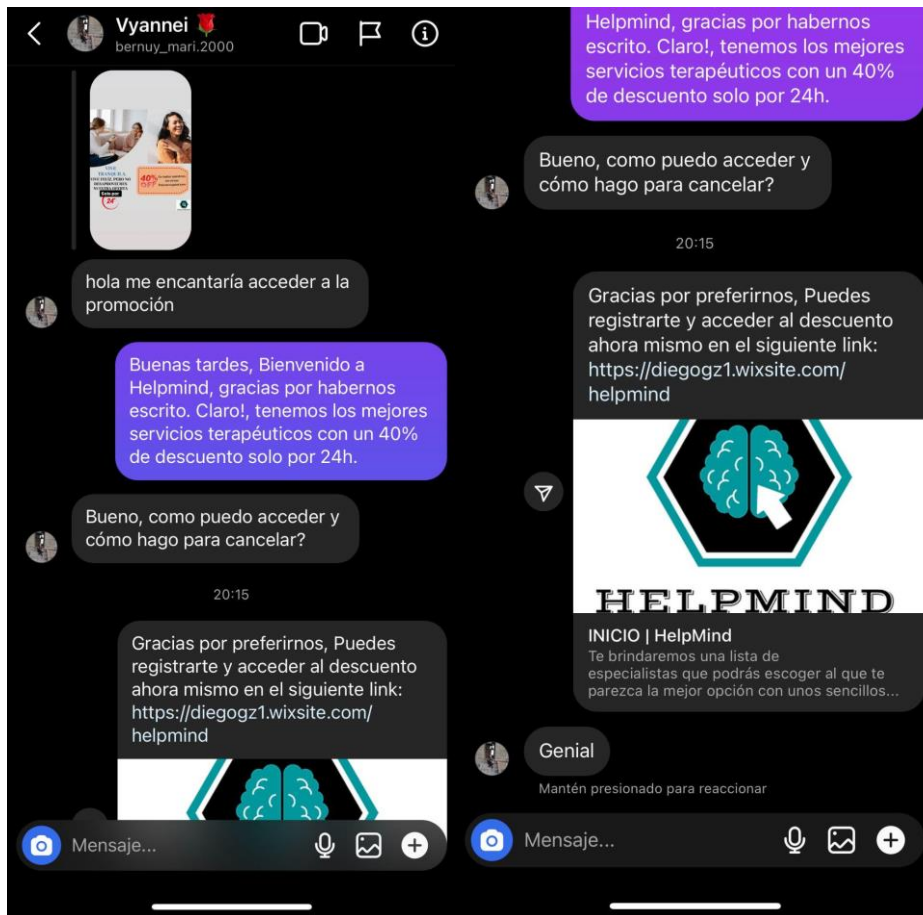 Vyannei
bernuy_mari.2000
VIVE
TRANQUILA,
40%
OFF
Solo por
24
hola me encantaría acceder a la
promoción
Buenas tardes, Bienvenido a
Helpmind, gracias por habernos
escrito. Claro!, tenemos los mejores
servicios terapéuticos con un 40%
de descuento solo por 24h.
Bueno, como puedo acceder y
cómo hago para cancelar?
20:15
Gracias por preferirnos, Puedes
registrarte y acceder al descuento
ahora mismo en el siguiente link:
https://diegogz1.wixsite.com/
helpmind
Mensaje...
Helpmind, gracias por habernos
escrito. Claro!, tenemos los mejores
servicios terapéuticos con un 40%
de descuento solo por 24h.
Bueno, como puedo acceder y
cómo hago para cancelar?
20:15
Gracias por preferirnos, Puedes
registrarte y acceder al descuento
ahora mismo en el siguiente link:
https://diegogz1.wixsite.com/
helpmind
HELPMIND
INICIO | HelpMind
Te brindaremos una lista de
especialistas que podrás escoger al que te
parezca la mejor opción con unos sencillos...
Genial
Mantén presionado para reaccionar
Mensaje...